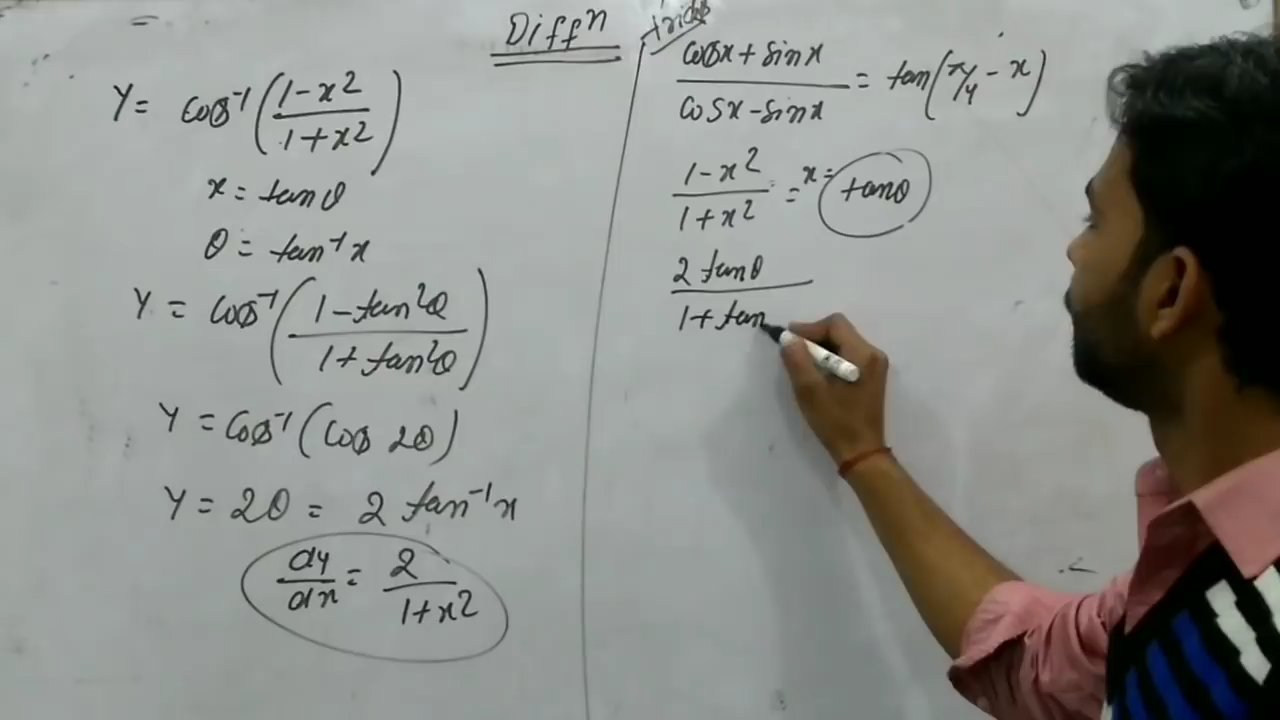 Diffⁿ
Y = cos⁻¹((1-x²)/(1+x²))
x = tanθ
θ = tan⁻¹x
Y = cos⁻¹((1-tan²θ)/(1+tan²θ))
Y = cos⁻¹(cos 2θ)
Y = 2θ = 2 tan⁻¹x
dy/dx = 2/(1+x²)
tricks
(cosx + sinx)/(cosx - sinx) = tan(π/4 - x)
(1-x²)/(1+x²) = x = tanθ
2 tanθ/(1+ tan